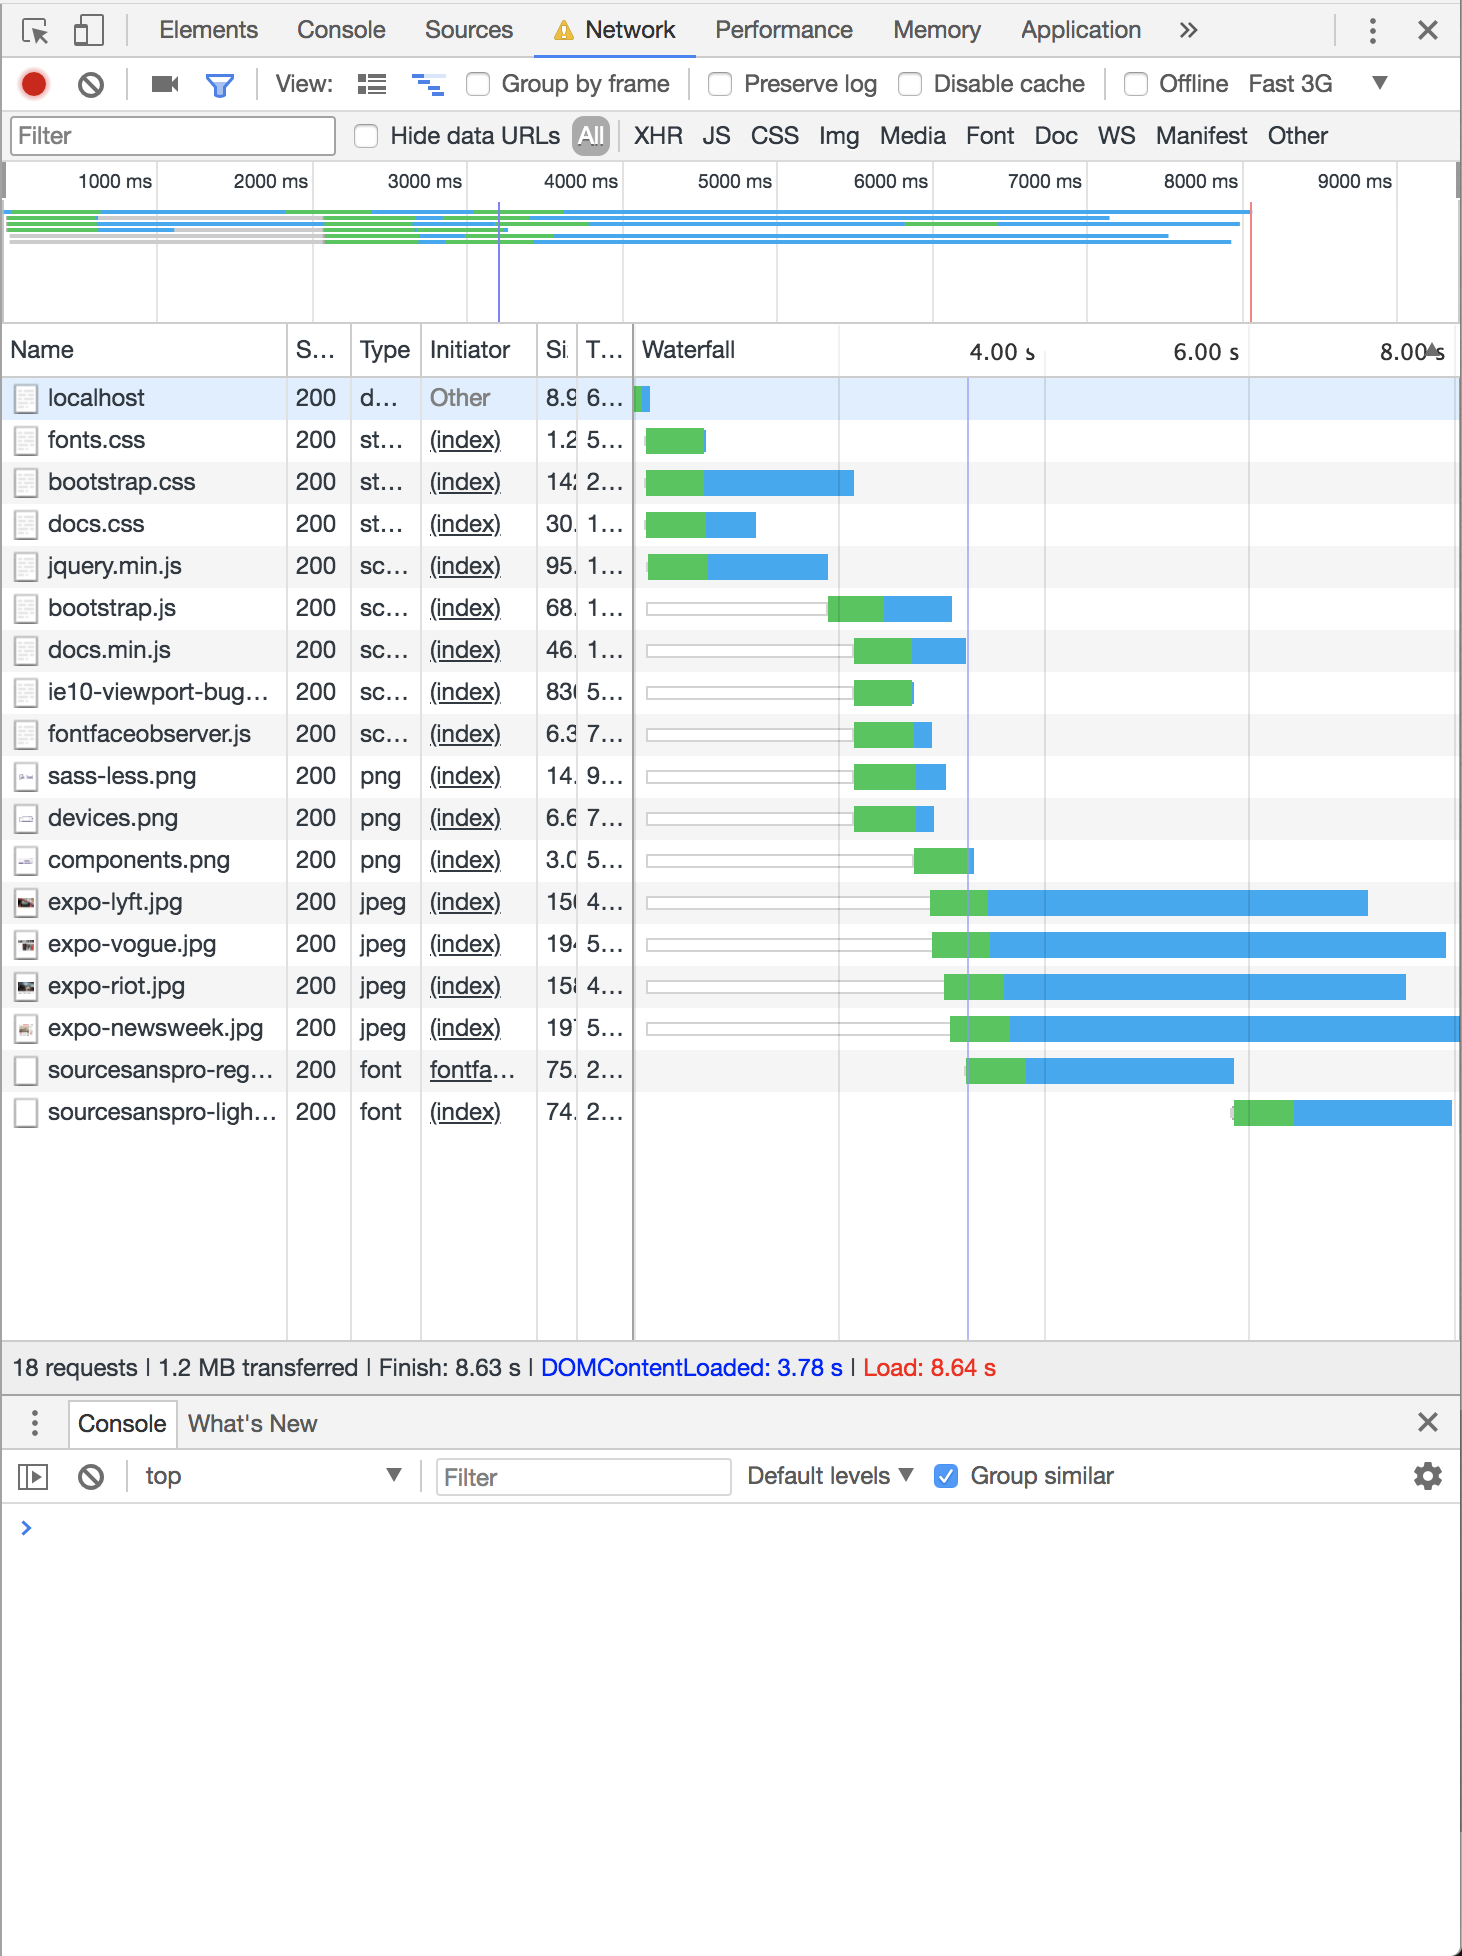 Elements Console Sources Network Performance Memory Application »
View: Group by frame Preserve log Disable cache Offline Fast 3G
Filter Hide data URLs All XHR JS CSS Img Media Font Doc WS Manifest Other
1000 ms 2000 ms 3000 ms 4000 ms 5000 ms 6000 ms 7000 ms 8000 ms 9000 ms
Name S... Type Initiator Si. T... Waterfall 4.00 s 6.00 s 8.00 s
localhost 200 d... Other 8.9 6...
fonts.css 200 st... (index) 1.2 5...
bootstrap.css 200 st... (index) 142 2...
docs.css 200 st... (index) 30. 1...
jquery.min.js 200 sc... (index) 95. 1...
bootstrap.js 200 sc... (index) 68. 1...
docs.min.js 200 sc... (index) 46. 1...
ie10-viewport-bug... 200 sc... (index) 5...
fontfaceobserver.js 200 sc... (index) 6.3 7...
sass-less.png 200 png (index) 14. 9...
devices.png 200 png (index) 6.6 7...
components.png 200 png (index) 3.0 5...
expo-lyft.jpg 200 jpeg (index) 4...
expo-vogue.jpg 200 jpeg (index) 194 5...
expo-riot.jpg 200 jpeg (index) 4...
expo-newsweek.jpg 200 jpeg (index) 197 5...
sourcesanspro-reg... 200 font fontfa... 75. 2...
sourcesanspro-ligh... 200 font (index) 74. 2...
18 requests | 1.2 MB transferred | Finish: 8.63 s | DOMContentLoaded: 3.78 s | Load: 8.64 s
Console What's New
top Filter Default levels Group similar